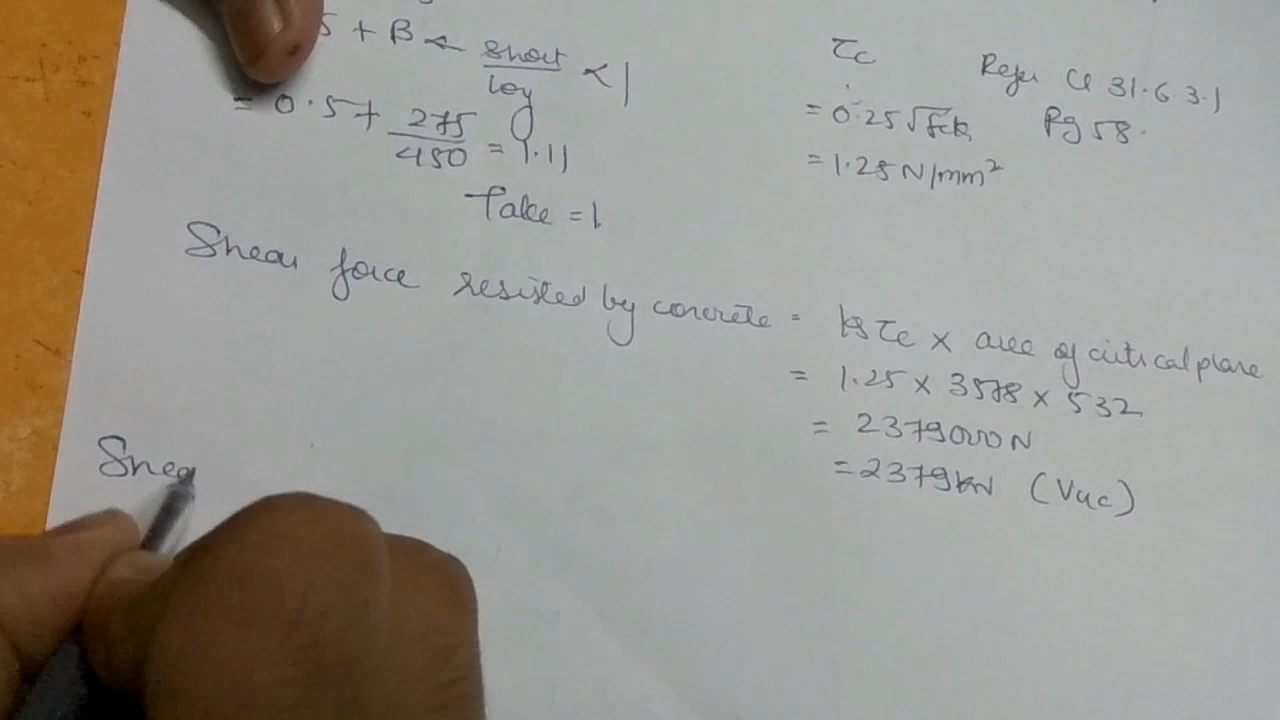 5 + β ← short/long < 1
= 0.5 + 275/450 = 1.11
Take = 1
τc
= 0.25√fck
= 1.25 N/mm²
Refer Cl 31.6.3.1
Pg 58.
Shear force resisted by concrete = ks τc × area of critical plane
= 1.25 × 3578 × 532
= 2379000 N
= 2379 kN (Vuc)
Shea